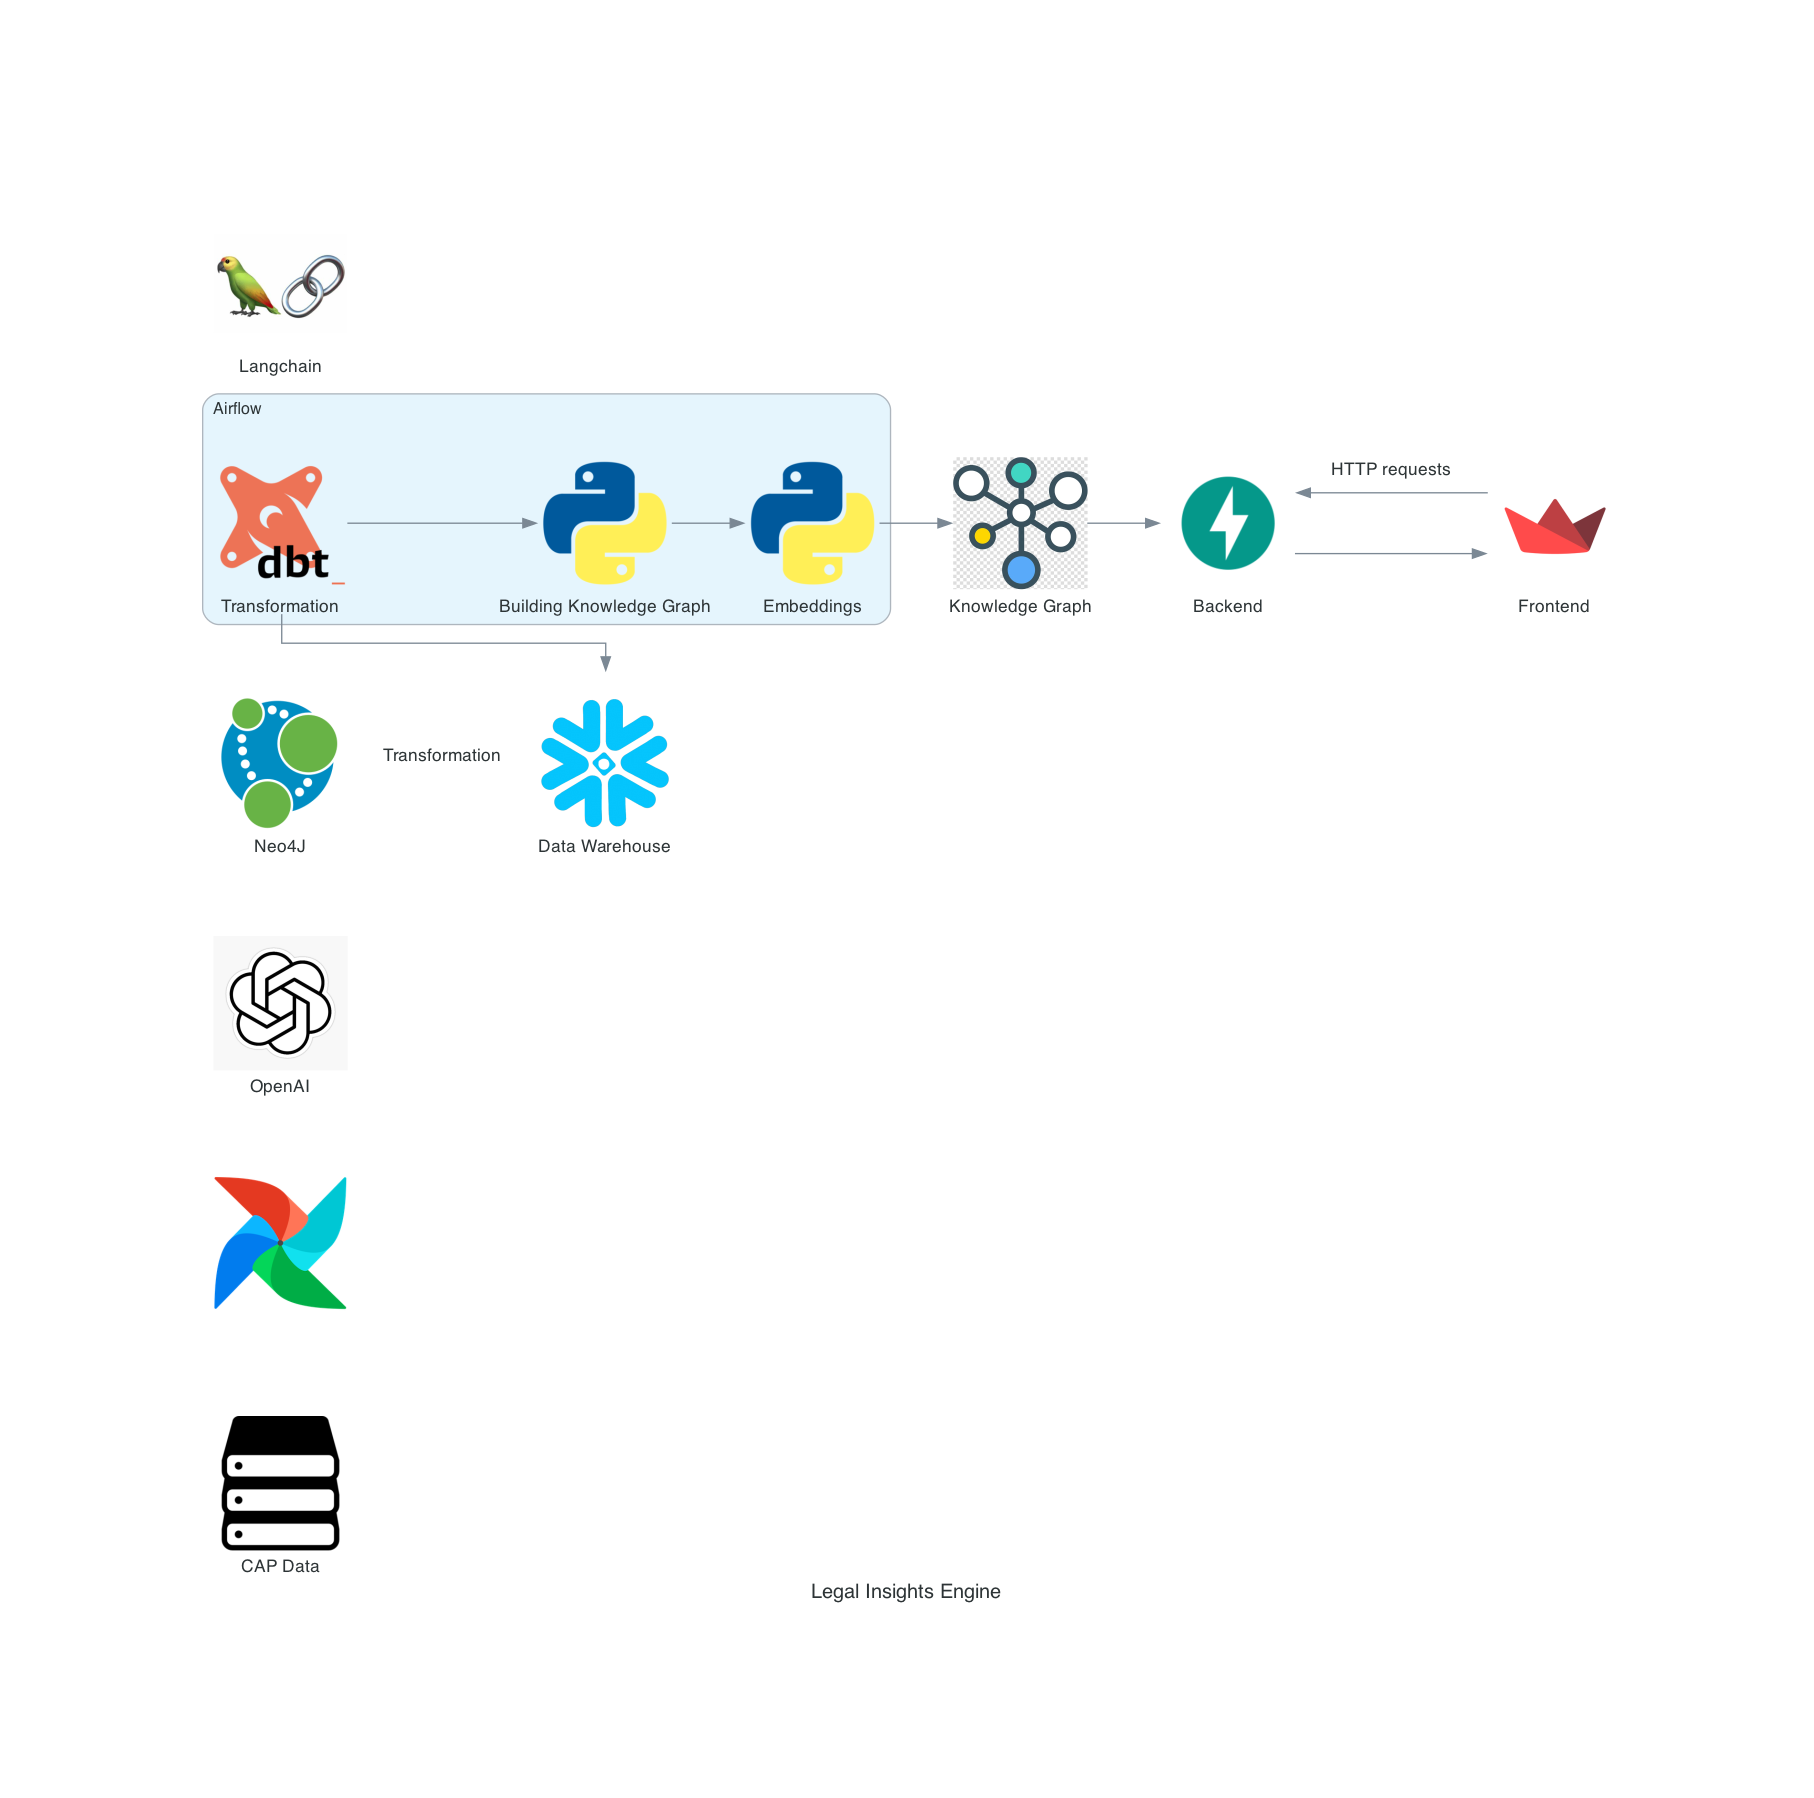 Langchain
Airflow
dbt_
Transformation
Building Knowledge Graph
Embeddings
Knowledge Graph
Backend
HTTP requests
Frontend
Neo4J
Transformation
Data Warehouse
OpenAI
CAP Data
Legal Insights Engine